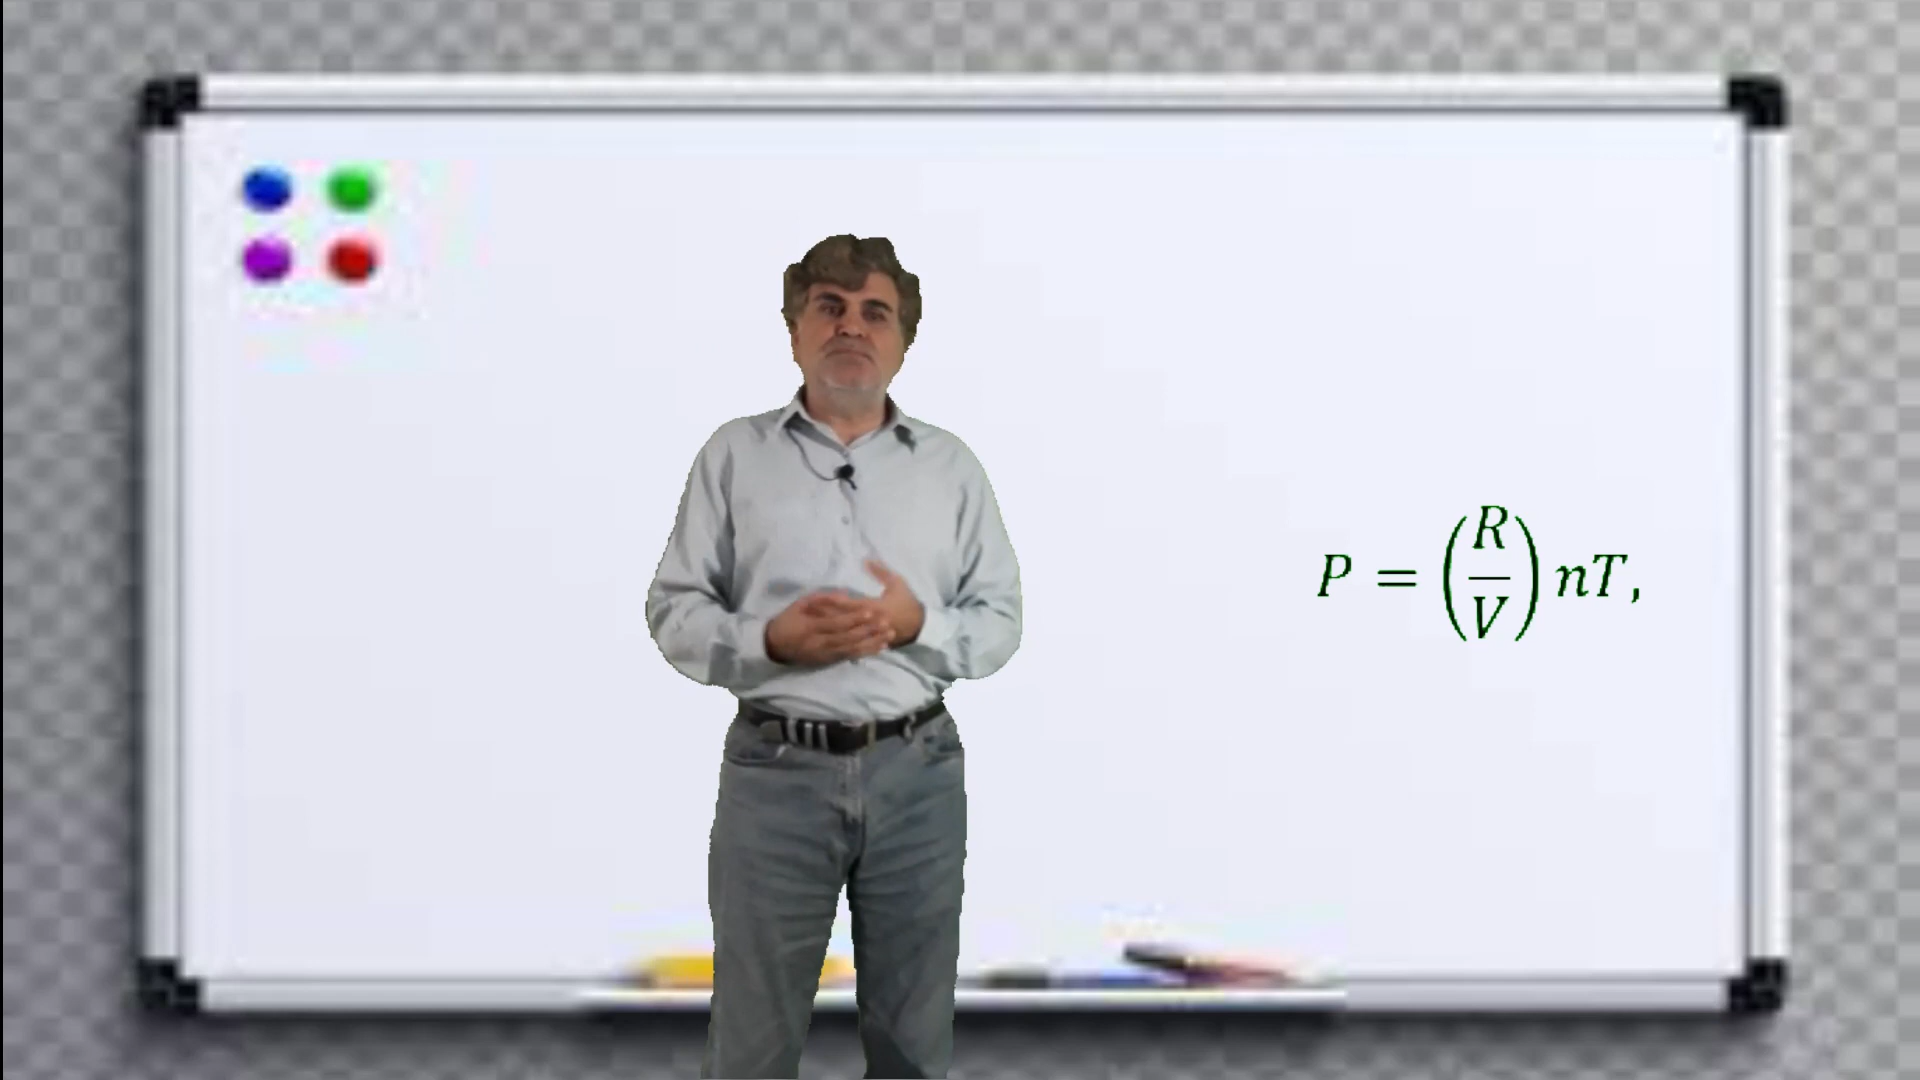 P = (R/V) nT,